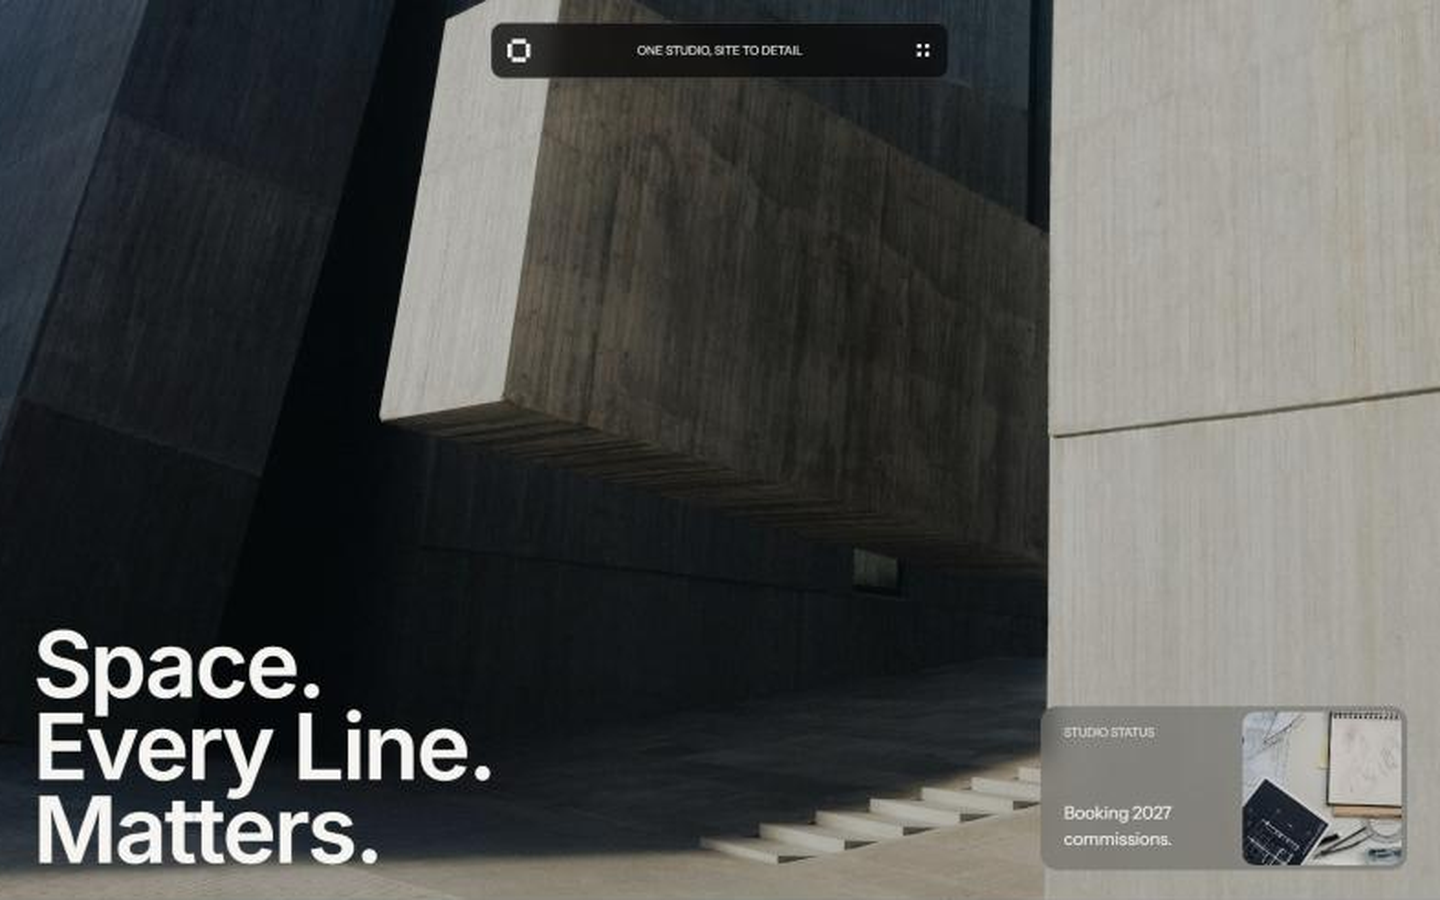 ONE STUDIO, SITE TO DETAIL
Space.
Every Line.
Matters.
STUDIO STATUS
Booking 2027
commissions.